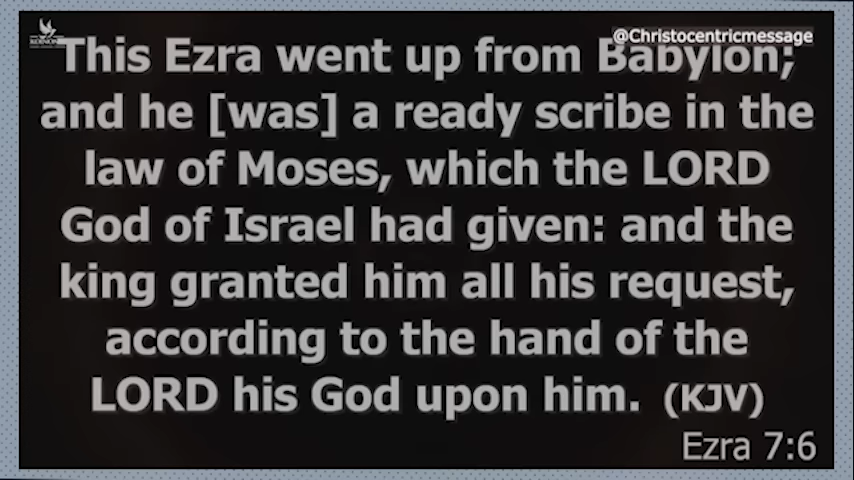 @Christocentricmessage
This Ezra went up from Babylon;
and he [was] a ready scribe in the
law of Moses, which the LORD
God of Israel had given: and the
king granted him all his request,
according to the hand of the
LORD his God upon him. (KJV)
Ezra 7:6